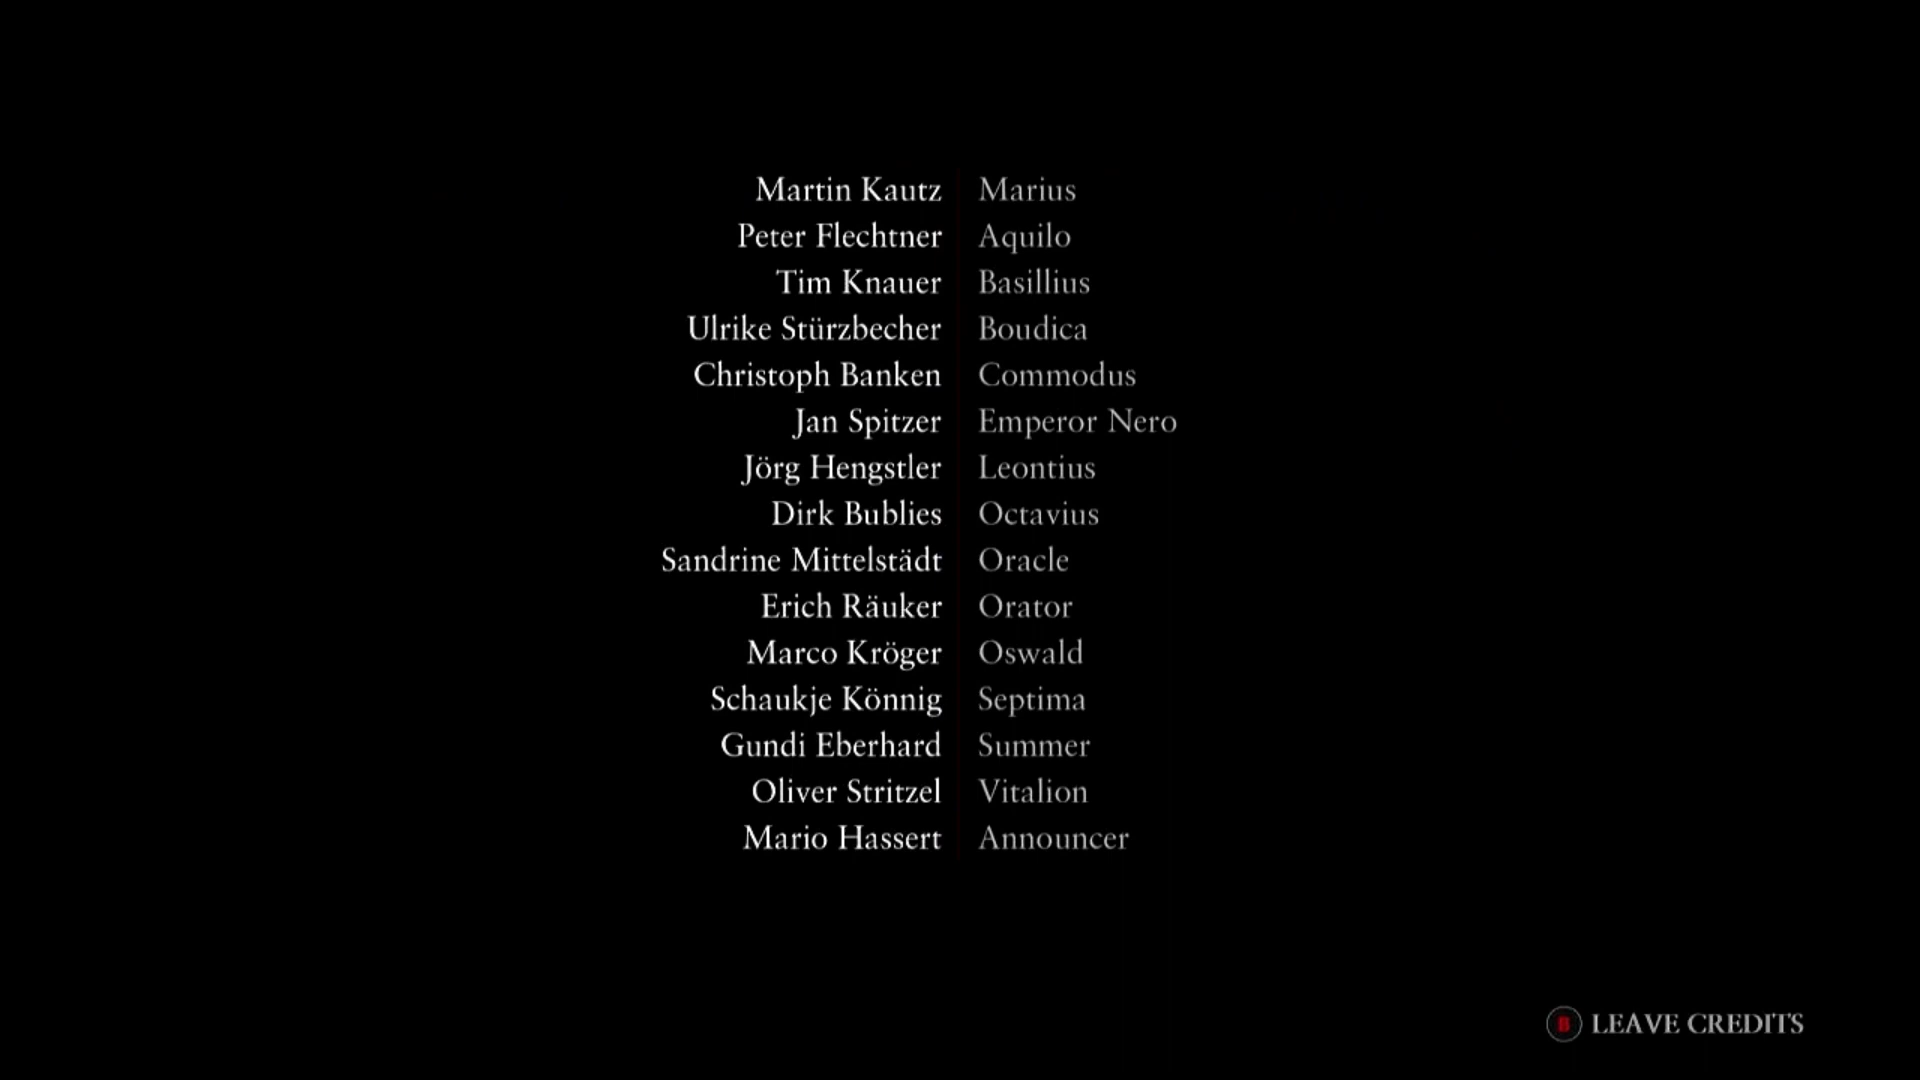 Martin Kautz Marius
Peter Flechtner Aquilo
Tim Knauer Basillius
Ulrike Stürzbecher Boudica
Christoph Banken Commodus
Jan Spitzer Emperor Nero
Jörg Hengstler Leontius
Dirk Bublies Octavius
Sandrine Mittelstädt Oracle
Erich Räuker Orator
Marco Kröger Oswald
Schaukje Könnig Septima
Gundi Eberhard Summer
Oliver Stritzel Vitalion
Mario Hassert Announcer
B LEAVE CREDITS